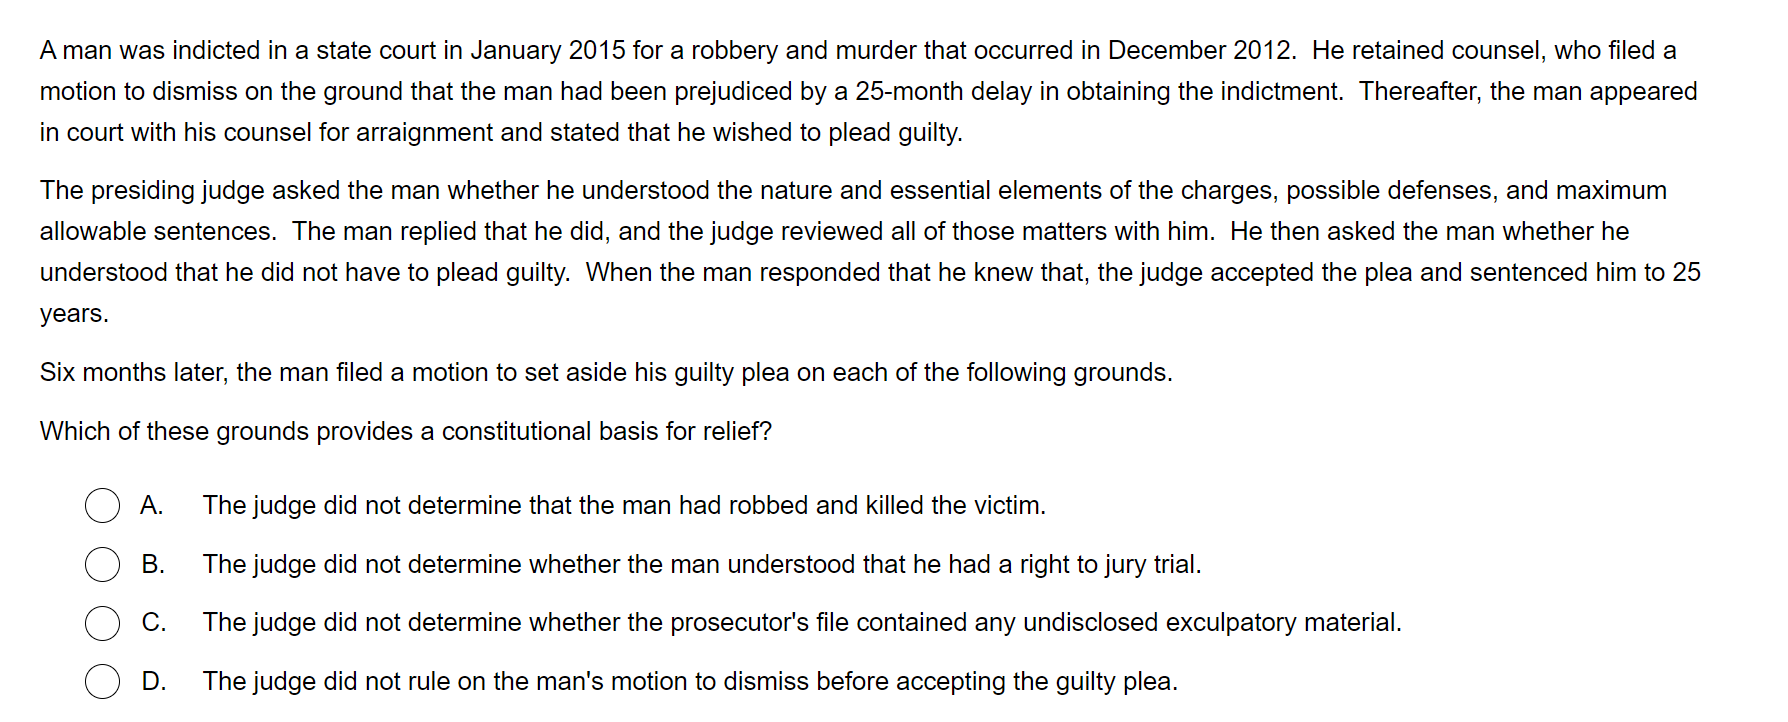 A man was indicted in a state court in January 2015 for a robbery and murder that occurred in December 2012.  He retained counsel, who filed a
motion to dismiss on the ground that the man had been prejudiced by a 25-month delay in obtaining the indictment.  Thereafter, the man appeared
in court with his counsel for arraignment and stated that he wished to plead guilty.
The presiding judge asked the man whether he understood the nature and essential elements of the charges, possible defenses, and maximum
allowable sentences.  The man replied that he did, and the judge reviewed all of those matters with him.  He then asked the man whether he
understood that he did not have to plead guilty.  When the man responded that he knew that, the judge accepted the plea and sentenced him to 25
years.
Six months later, the man filed a motion to set aside his guilty plea on each of the following grounds.
Which of these grounds provides a constitutional basis for relief?
A. The judge did not determine that the man had robbed and killed the victim.
B. The judge did not determine whether the man understood that he had a right to jury trial.
C. The judge did not determine whether the prosecutor's file contained any undisclosed exculpatory material.
D. The judge did not rule on the man's motion to dismiss before accepting the guilty plea.